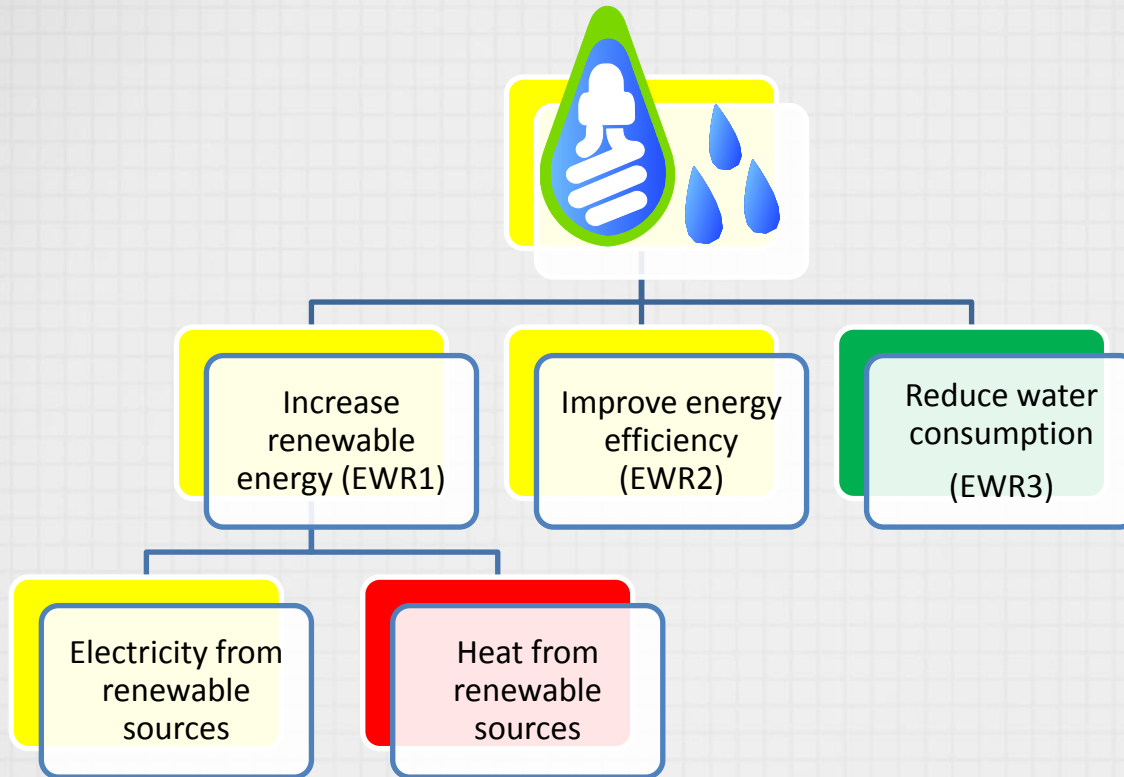 Increase
renewable
energy (EWR1)
Improve energy
efficiency
(EWR2)
Reduce water
consumption
(EWR3)
Electricity from
renewable
sources
Heat from
renewable
sources